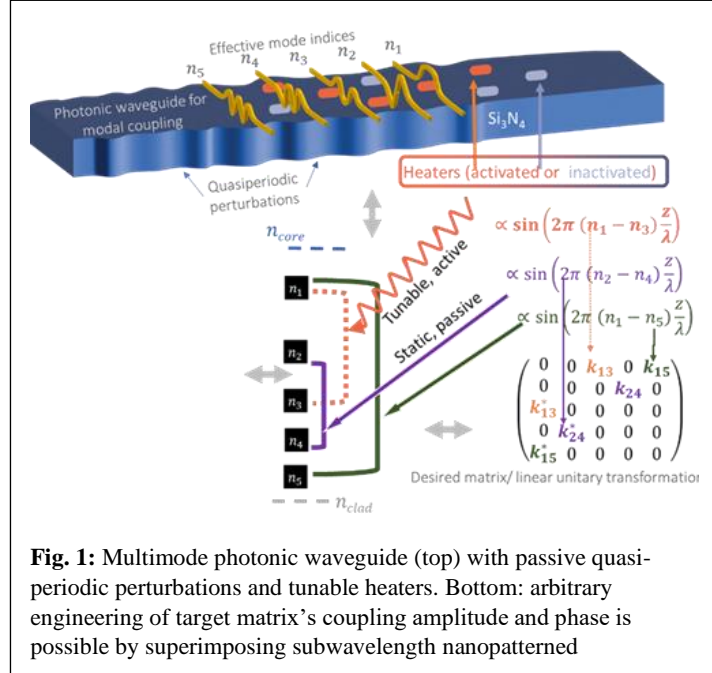 Effective mode indices
n₅ n₄ n₃ n₂ n₁
Photonic waveguide for
modal coupling
Si₃N₄
Quasiperiodic
perturbations
Heaters (activated or inactivated)
n_core
n₁
n₂
n₃
n₄
n₅
n_clad
Tunable, active
Static, passive
∝ sin(2π (n₁ − n₃) z/λ)
∝ sin(2π (n₂ − n₄) z/λ)
∝ sin(2π (n₁ − n₅) z/λ)
0 0 k₁₃ 0 k₁₅
0 0 0 k₂₄ 0
k₁₃* 0 0 0 0
0 k₂₄* 0 0 0
k₁₅* 0 0 0 0
Desired matrix/ linear unitary transformation
Fig. 1: Multimode photonic waveguide (top) with passive quasi-
periodic perturbations and tunable heaters. Bottom: arbitrary
engineering of target matrix’s coupling amplitude and phase is
possible by superimposing subwavelength nanopatterned